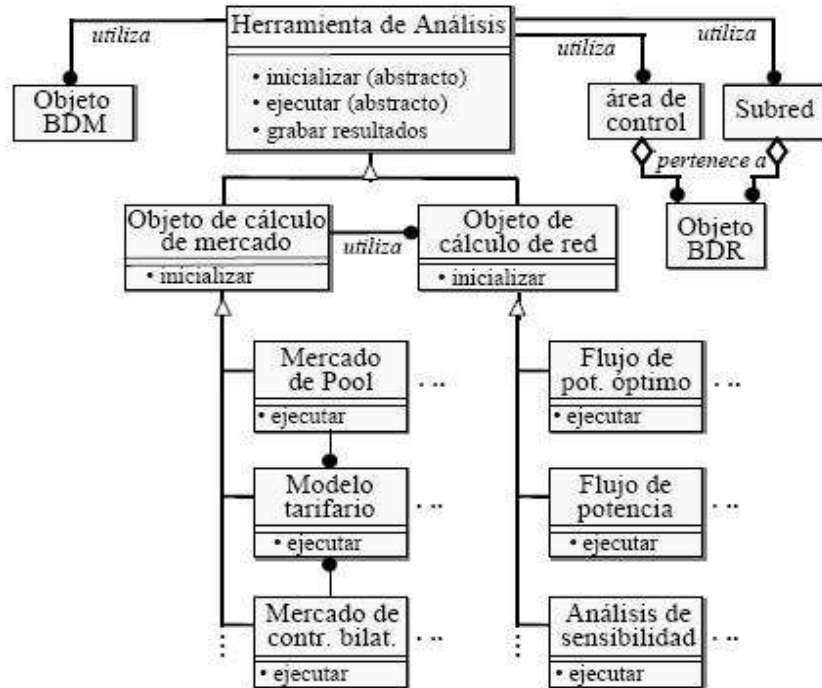 Herramienta de Análisis
• inicializar (abstracto)
• ejecutar (abstracto)
• grabar resultados
utiliza
utiliza
utiliza
Objeto
BDM
área de
control
Subred
pertenece a
Objeto
BDR
Objeto de cálculo
de mercado
• inicializar
utiliza
Objeto de
cálculo de red
• inicializar
Mercado
de Pool
• ejecutar
. ..
Flujo de
pot. óptimo
• ejecutar
. ..
Modelo
tarifario
• ejecutar
. ..
Flujo de
potencia
• ejecutar
. ..
Mercado de
contr. bilat.
• ejecutar
. ..
Análisis de
sensibilidad
• ejecutar
. ..